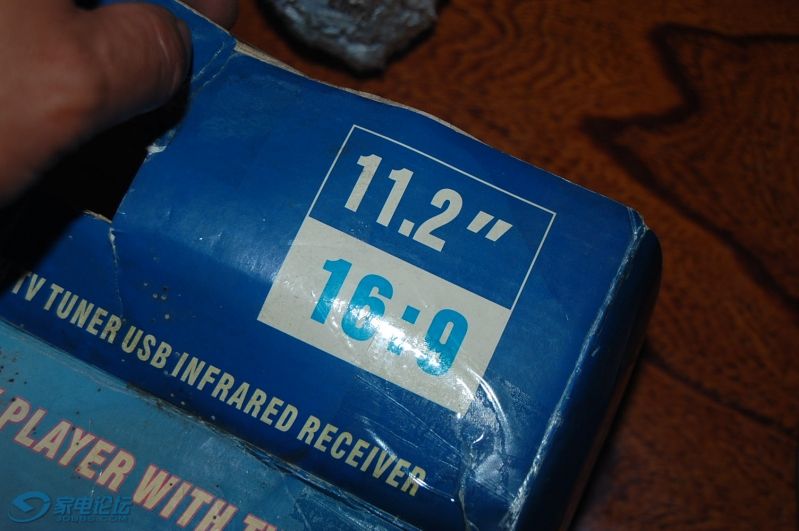 11.2"
16:9
TV TUNER USB INFRARED RECEIVER
PLAYER WITH
家电论坛